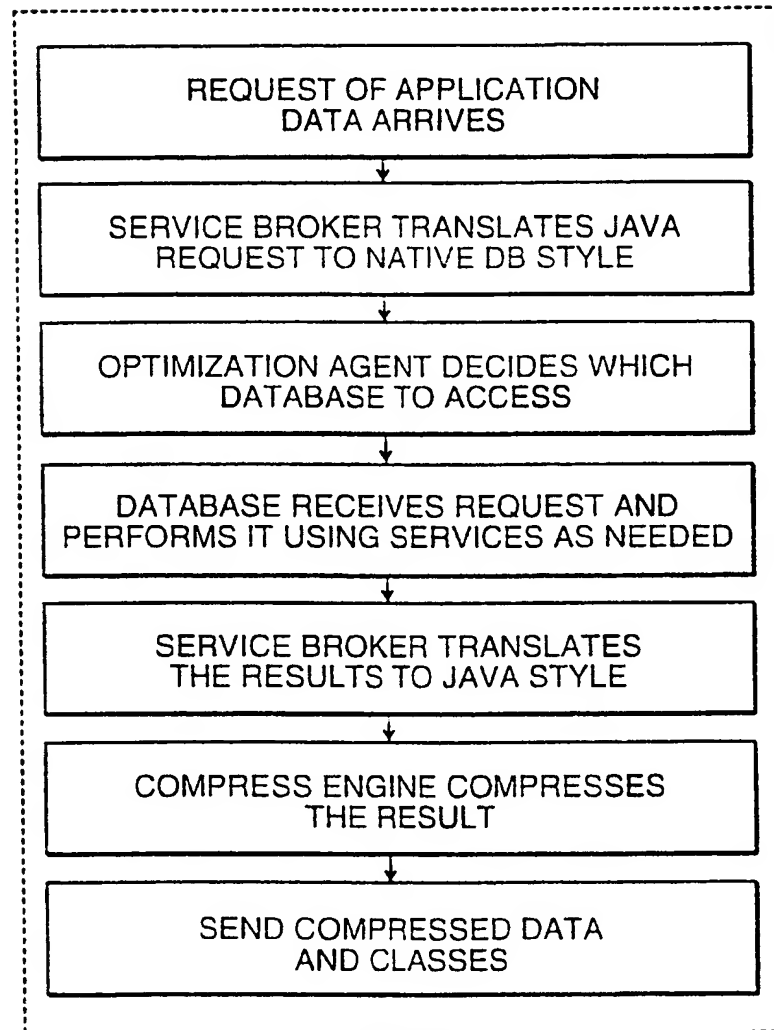 REQUEST OF APPLICATION
DATA ARRIVES
SERVICE BROKER TRANSLATES JAVA
REQUEST TO NATIVE DB STYLE
OPTIMIZATION AGENT DECIDES WHICH
DATABASE TO ACCESS
DATABASE RECEIVES REQUEST AND
PERFORMS IT USING SERVICES AS NEEDED
SERVICE BROKER TRANSLATES
THE RESULTS TO JAVA STYLE
COMPRESS ENGINE COMPRESSES
THE RESULT
SEND COMPRESSED DATA
AND CLASSES